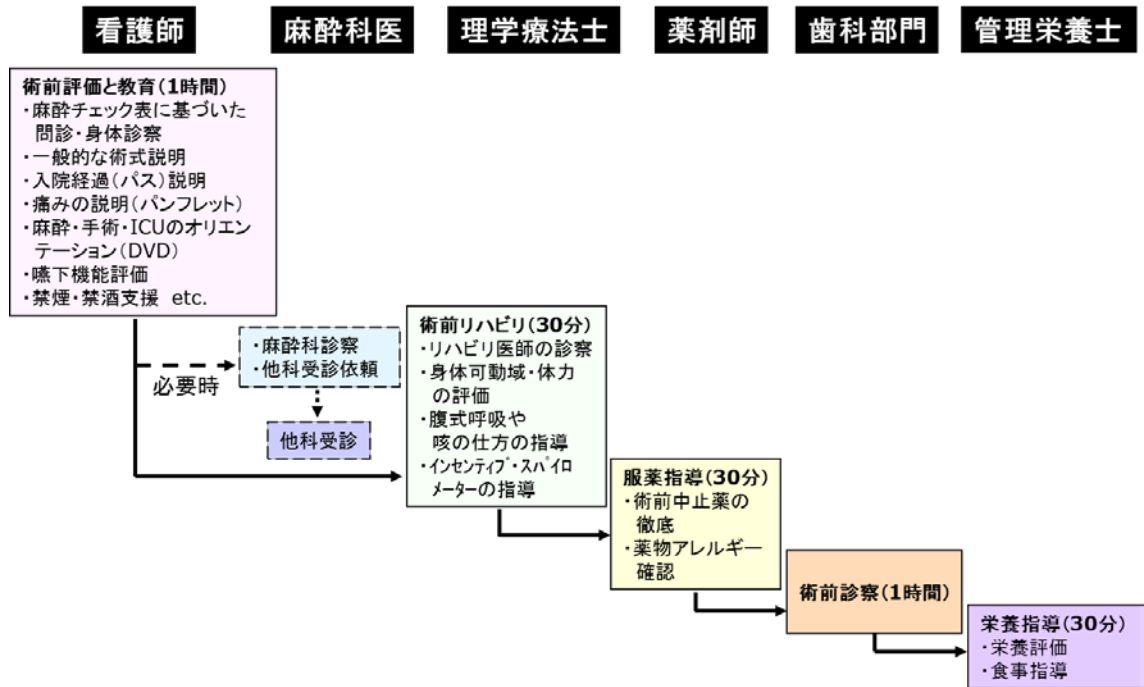 看護師
麻酔科医
理学療法士
薬剤師
歯科部門
管理栄養士
術前評価と教育(1時間)
・麻酔チェック表に基づいた
問診・身体診察
・一般的な術式説明
・入院経過(パス)説明
・痛みの説明(パンフレット)
・麻酔・手術・ICUのオリエン
テーション(DVD)
・嚥下機能評価
・禁煙・禁酒支援 etc.
必要時
・麻酔科診察
・他科受診依頼
他科受診
術前リハビリ(30分)
・リハビリ医師の診察
・身体可動域・体力
の評価
・腹式呼吸や
咳の仕方の指導
・インセンティブ・スパイロ
メーターの指導
服薬指導(30分)
・術前中止薬の
徹底
・薬物アレルギー
確認
術前診察(1時間)
栄養指導(30分)
・栄養評価
・食事指導